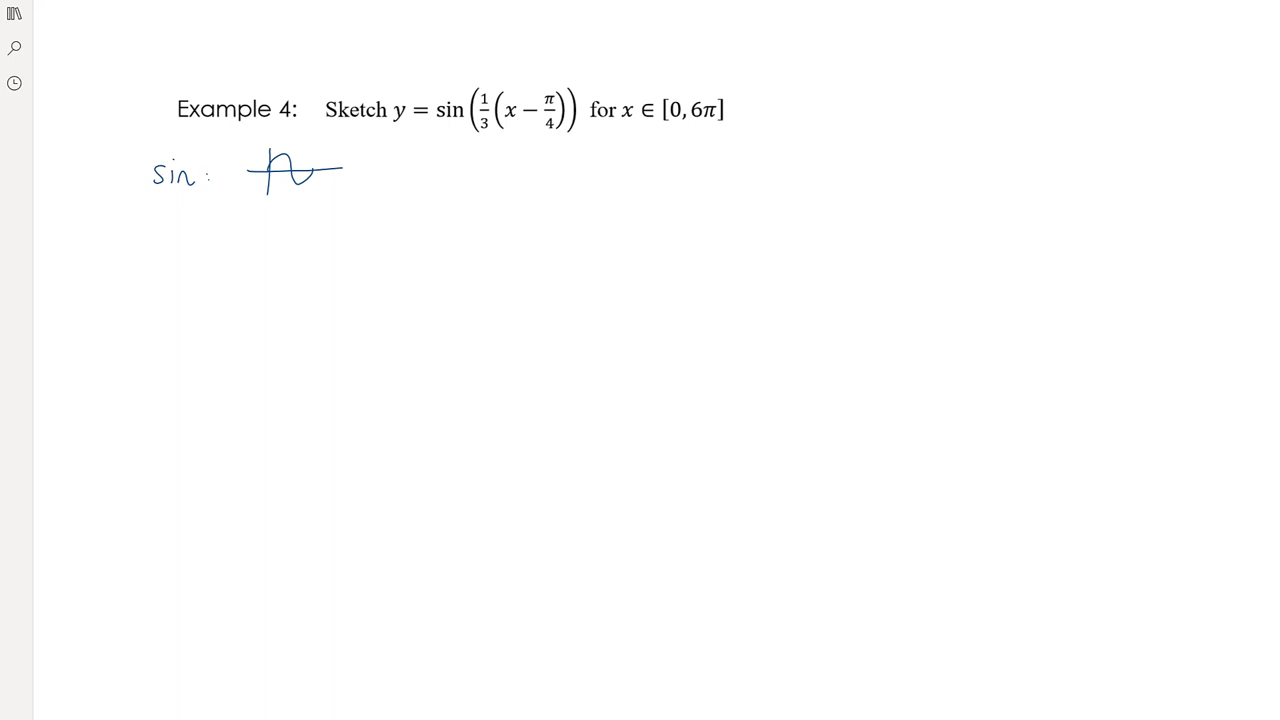 Example 4: Sketch y = sin(1/3(x − π/4)) for x ∈ [0, 6π]
sin: